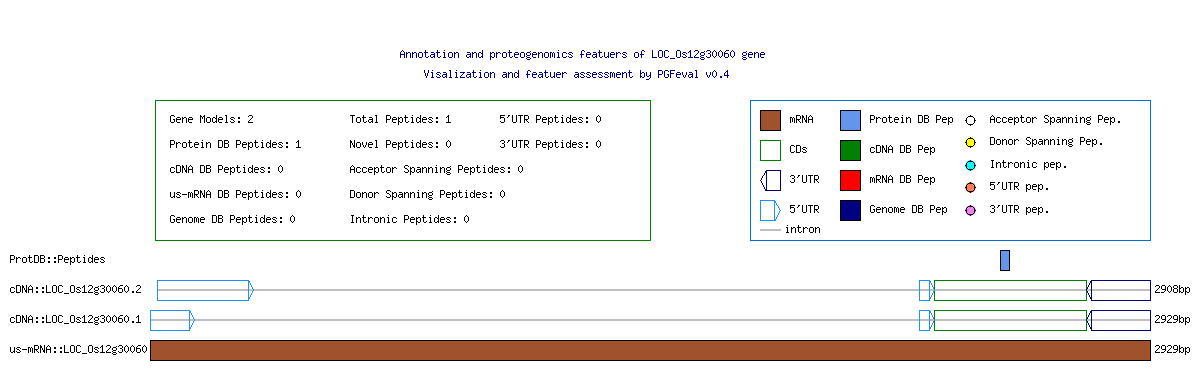 Annotation and proteogenomics featuers of LOC_Os12g30060 gene
Visalization and featuer assessment by PGFeval v0.4
Gene Models: 2 Total Peptides: 1 5'UTR Peptides: 0
Protein DB Peptides: 1 Novel Peptides: 0 3'UTR Peptides: 0
cDNA DB Peptides: 0 Acceptor Spanning Peptides: 0
us-mRNA DB Peptides: 0 Donor Spanning Peptides: 0
Genome DB Peptides: 0 Intronic Peptides: 0
mRNA Protein DB Pep Acceptor Spanning Pep.
CDs cDNA DB Pep Donor Spanning Pep.
3'UTR mRNA DB Pep Intronic pep.
5'UTR Genome DB Pep 5'UTR pep.
intron 3'UTR pep.
ProtDB::Peptides
cDNA::LOC_Os12g30060.2 2908bp
cDNA::LOC_Os12g30060.1 2929bp
us-mRNA::LOC_Os12g30060 2929bp